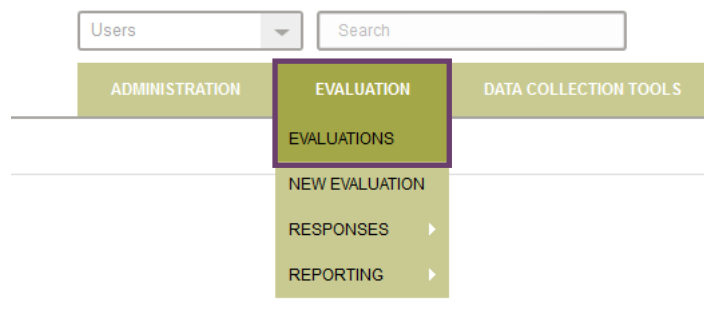 Users Search
ADMINISTRATION EVALUATION DATA COLLECTION TOOLS
EVALUATIONS
NEW EVALUATION
RESPONSES
REPORTING